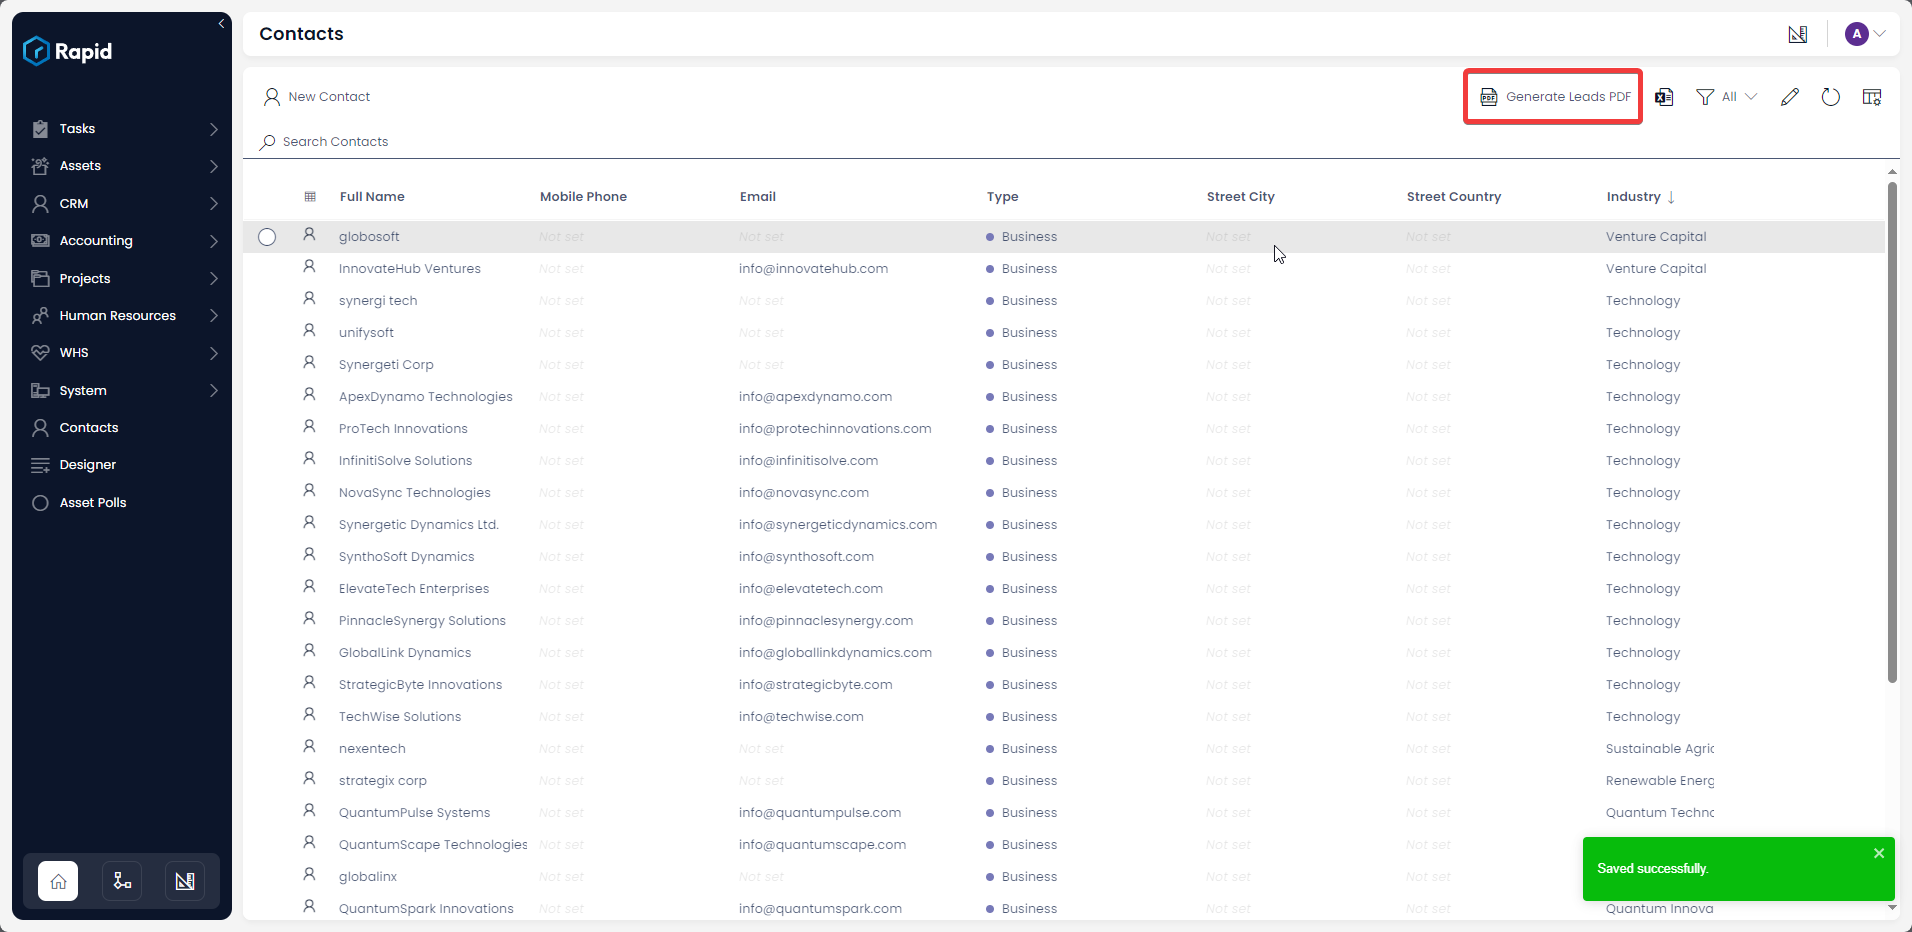 Rapid
Tasks
Assets
CRM
Accounting
Projects
Human Resources
WHS
System
Contacts
Designer
Asset Polls
Contacts
A
New Contact
PDF Generate Leads PDF
All
Search Contacts
Full Name Mobile Phone Email Type Street City Street Country Industry
globosoft Not set Not set Business Not set Not set Venture Capital
InnovateHub Ventures Not set info@innovatehub.com Business Not set Not set Venture Capital
synergi tech Not set Not set Business Not set Not set Technology
unifysoft Not set Not set Business Not set Not set Technology
Synergeti Corp Not set Not set Business Not set Not set Technology
ApexDynamo Technologies Not set info@apexdynamo.com Business Not set Not set Technology
ProTech Innovations Not set info@protechinnovations.com Business Not set Not set Technology
InfinitiSolve Solutions Not set info@infinitisolve.com Business Not set Not set Technology
NovaSync Technologies Not set info@novasync.com Business Not set Not set Technology
Synergetic Dynamics Ltd. Not set info@synergeticdynamics.com Business Not set Not set Technology
SynthoSoft Dynamics Not set info@synthosoft.com Business Not set Not set Technology
ElevateTech Enterprises Not set info@elevatetech.com Business Not set Not set Technology
PinnacleSynergy Solutions Not set info@pinnaclesynergy.com Business Not set Not set Technology
GlobalLink Dynamics Not set info@globallinkdynamics.com Business Not set Not set Technology
StrategicByte Innovations Not set info@strategicbyte.com Business Not set Not set Technology
TechWise Solutions Not set info@techwise.com Business Not set Not set Technology
nexentech Not set Not set Business Not set Not set Sustainable Agric
strategix corp Not set Not set Business Not set Not set Renewable Energ
QuantumPulse Systems Not set info@quantumpulse.com Business Not set Not set Quantum Techno
QuantumScape Technologies Not set info@quantumscape.com Business Not set Not set
globalinx Not set Not set Business Not set Not set
QuantumSpark Innovations Not set info@quantumspark.com Business Not set Not set Quantum Innova
Saved successfully.